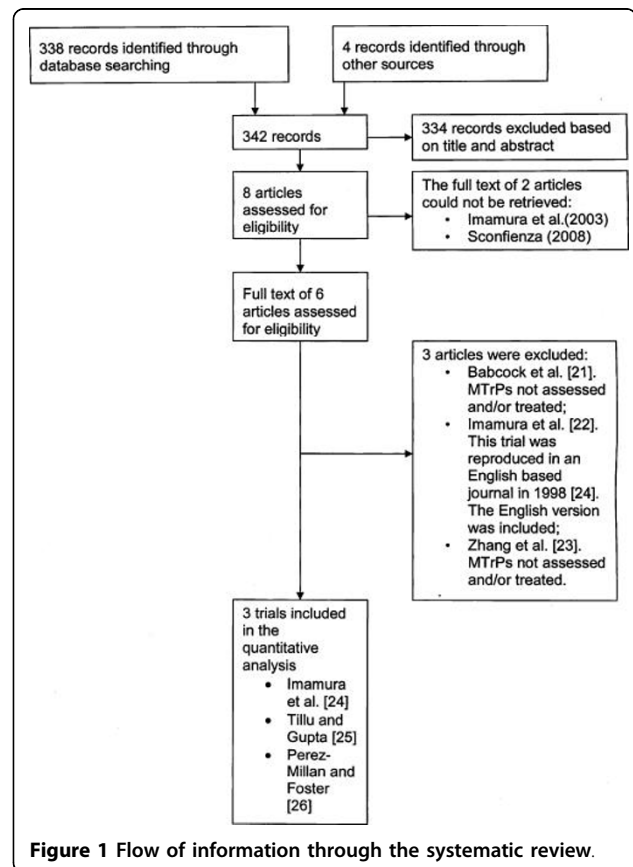 338 records identified through
database searching
4 records identified through
other sources
342 records
334 records excluded based
on title and abstract
8 articles
assessed for
eligibility
The full text of 2 articles
could not be retrieved:
• Imamura et al.(2003)
• Sconfienza (2008)
Full text of 6
articles assessed
for eligibility
3 articles were excluded:
• Babcock et al. [21].
MTrPs not assessed
and/or treated;
• Imamura et al. [22].
This trial was
reproduced in an
English based
journal in 1998 [24].
The English version
was included;
• Zhang et al. [23].
MTrPs not assessed
and/or treated.
3 trials included
in the
quantitative
analysis
• Imamura
et al. [24]
• Tillu and
Gupta [25]
• Perez-
Millan and
Foster
[26]
Figure 1 Flow of information through the systematic review.